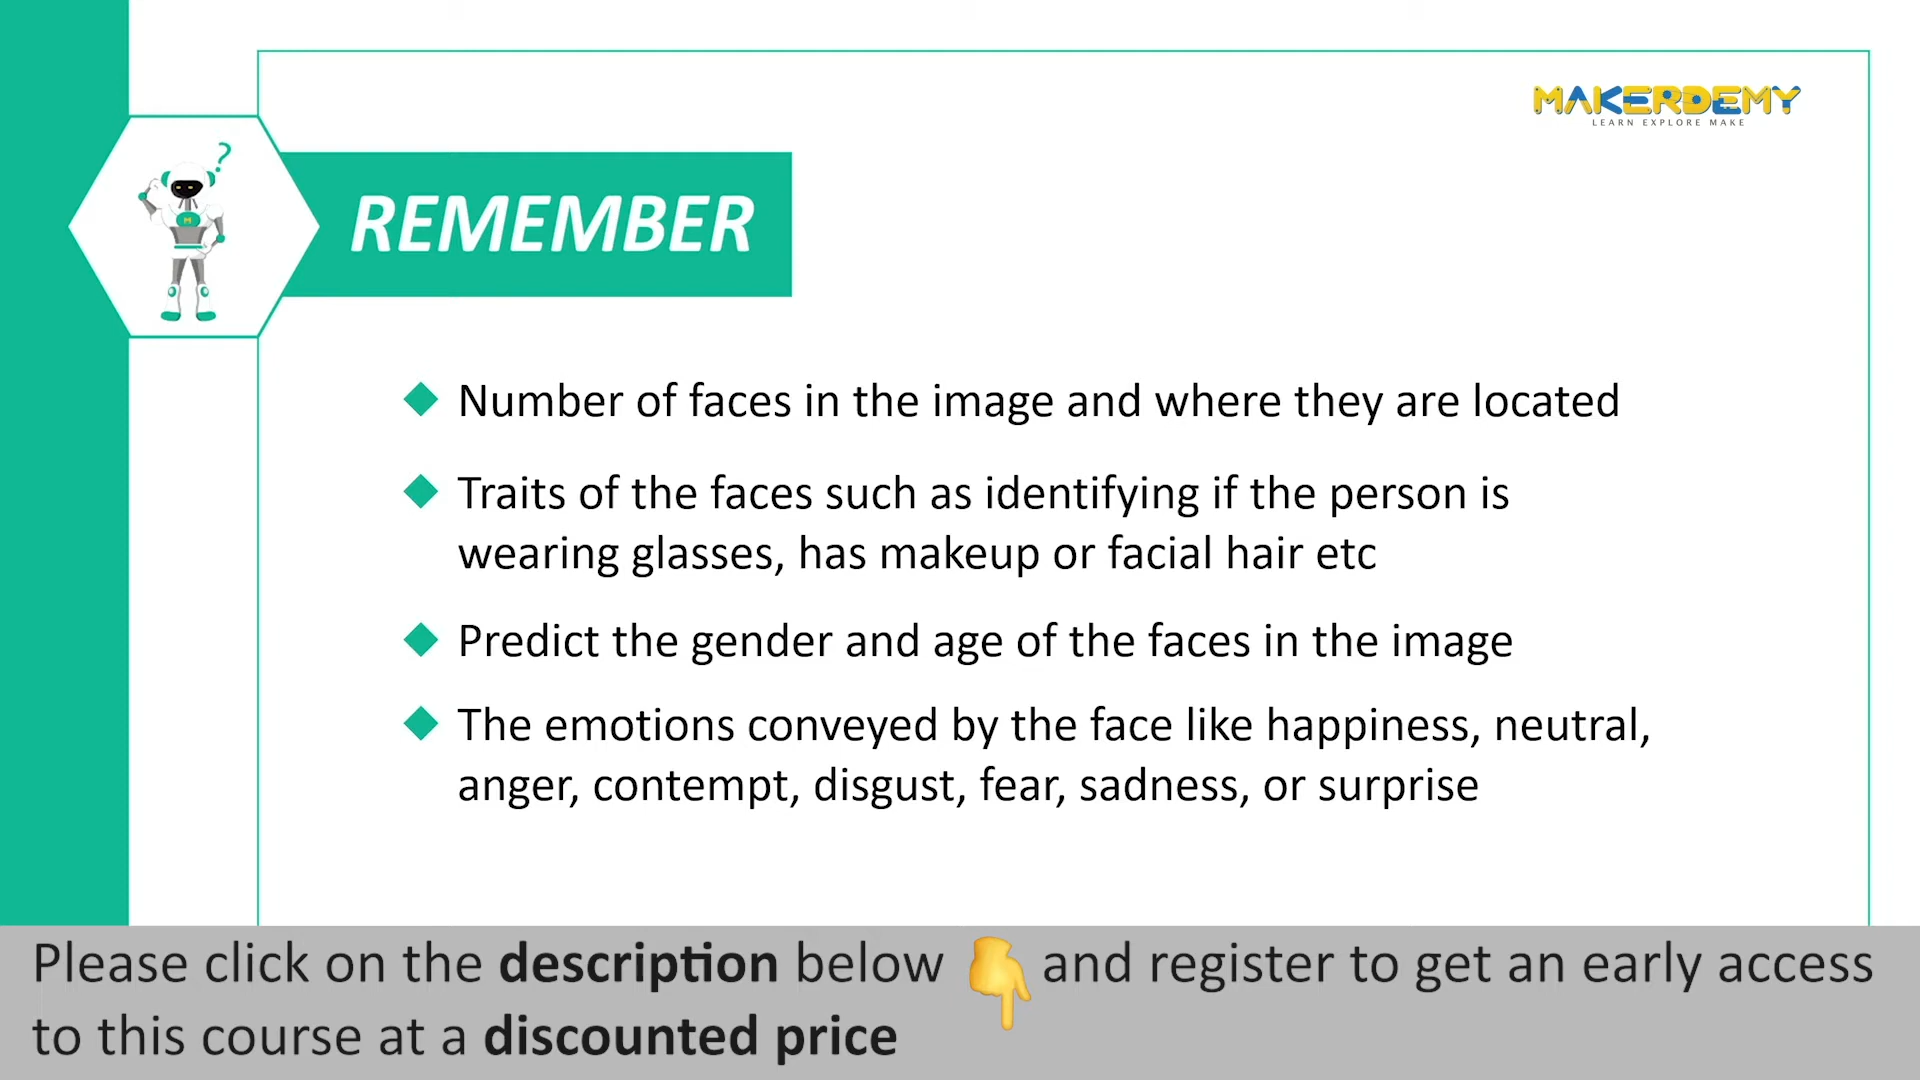 MAKERDEMY
LEARN EXPLORE MAKE
?
M
REMEMBER
Number of faces in the image and where they are located
Traits of the faces such as identifying if the person is
wearing glasses, has makeup or facial hair etc
Predict the gender and age of the faces in the image
The emotions conveyed by the face like happiness, neutral,
anger, contempt, disgust, fear, sadness, or surprise
Please click on the description below 👇 and register to get an early access
to this course at a discounted price